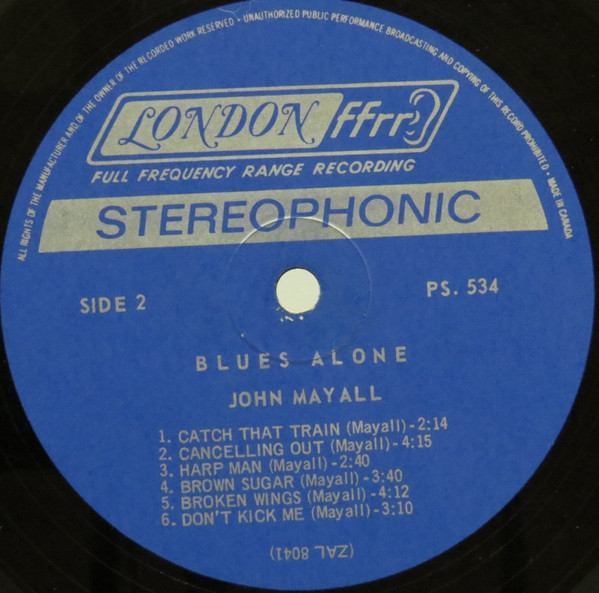 ALL RIGHTS OF THE MANUFACTURER AND OF THE OWNER OF THE RECORDED WORK RESERVED • UNAUTHORIZED PUBLIC PERFORMANCE BROADCASTING AND COPYING OF THIS RECORD PROHIBITED • MADE IN CANADA
LONDON ffrr
FULL FREQUENCY RANGE RECORDING
STEREOPHONIC
SIDE 2
PS. 534
BLUES ALONE
JOHN MAYALL
1. CATCH THAT TRAIN (Mayall)-2:14
2. CANCELLING OUT (Mayall)-4:15
3. HARP MAN (Mayall)-2:40
4. BROWN SUGAR (Mayall)-3:40
5. BROKEN WINGS (Mayall)-4:12
6. DON'T KICK ME (Mayall)-3:10
(ZAL 8041)